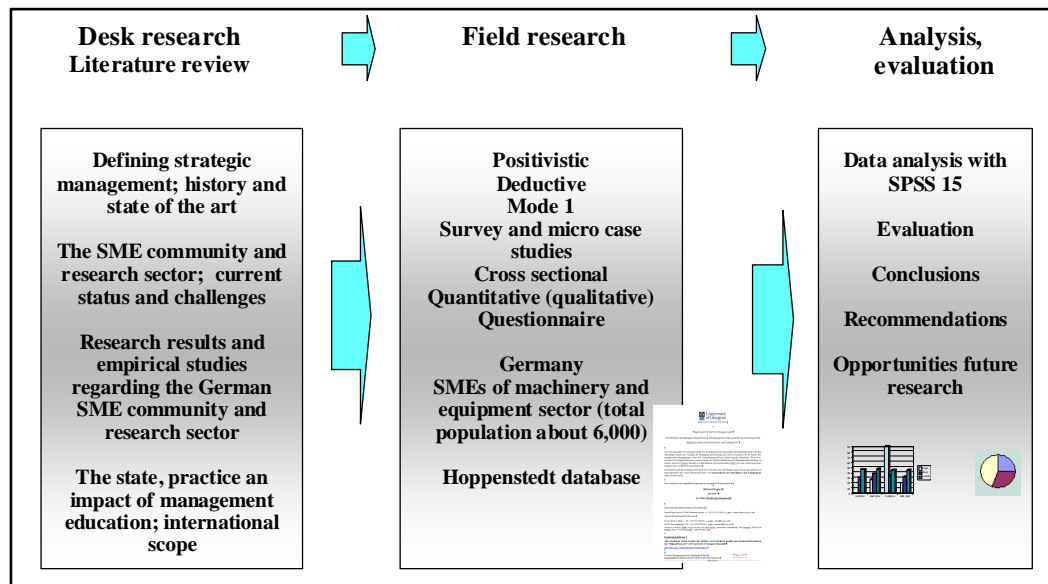 Desk research
Literature review
Field research
Analysis,
evaluation
Defining strategic
management; history and
state of the art
The SME community and
research sector; current
status and challenges
Research results and
empirical studies
regarding the German
SME community and
research sector
The state, practice an
impact of management
education; international
scope
Positivistic
Deductive
Mode 1
Survey and micro case
studies
Cross sectional
Quantitative (qualitative)
Questionnaire
Germany
SMEs of machinery and
equipment sector (total
population about 6,000)
Hoppenstedt database
University
of Glasgow
Data analysis with
SPSS 15
Evaluation
Conclusions
Recommendations
Opportunities future
research